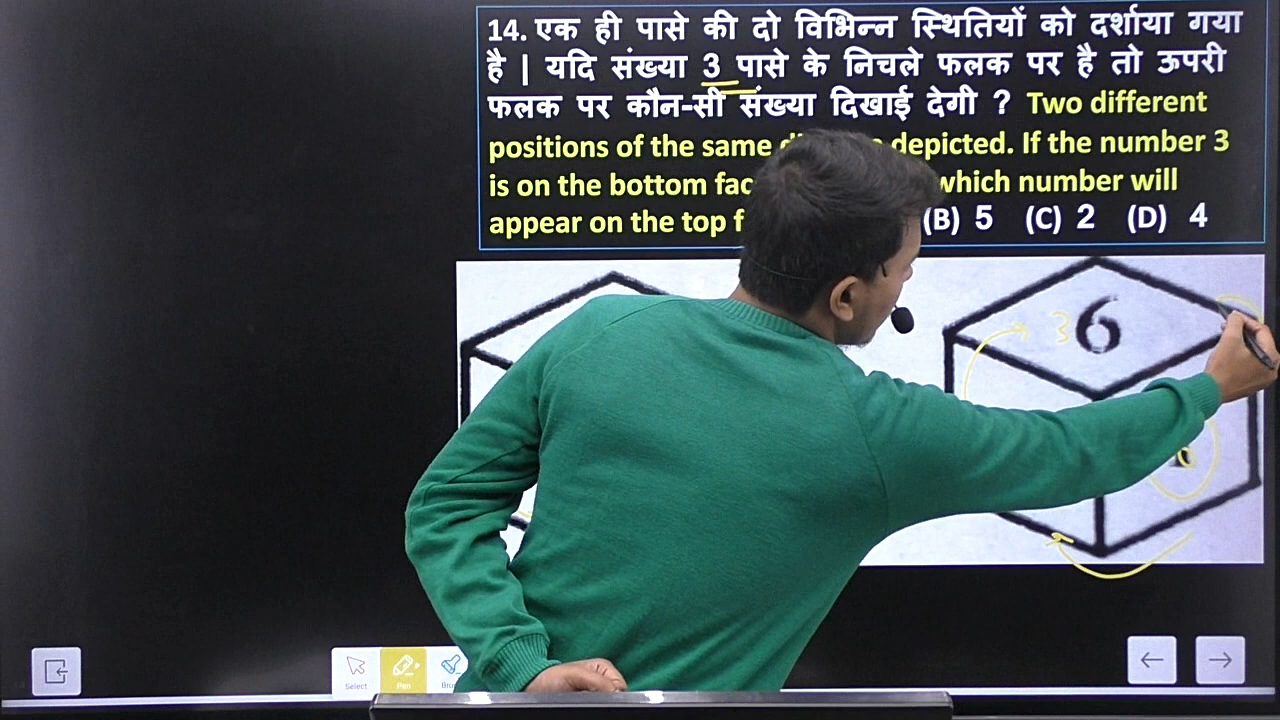 14. एक ही पासे की दो विभिन्न स्थितियों को दर्शाया गया
है | यदि संख्या 3 पासे के निचले फलक पर है तो ऊपरी
फलक पर कौन-सी संख्या दिखाई देगी ? Two different
positions of the same depicted. If the number 3
is on the bottom which number will
appear on the top (B) 5 (C) 2 (D) 4
3 6
Select Pen